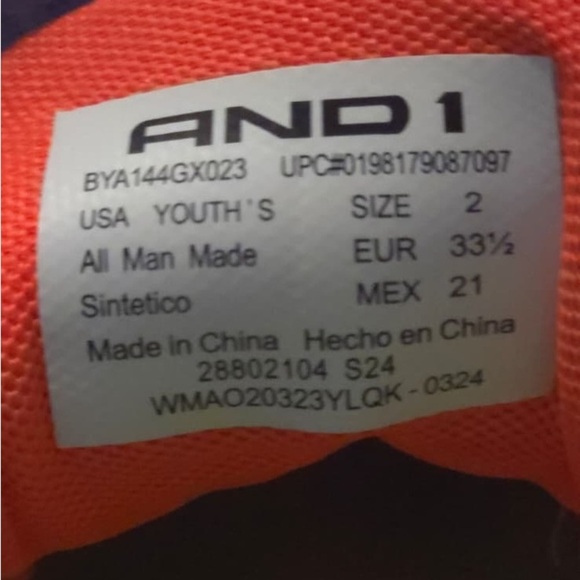 AND1
BYA144GX023 UPC#0198179087097
USA YOUTH'S SIZE 2
All Man Made EUR 33½
Sintetico MEX 21
Made in China Hecho en China
28802104 S24
WMAO20323YLQK-0324